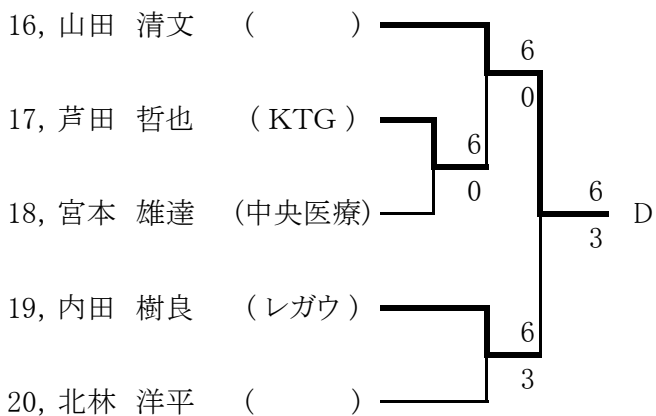 16, 山田 清文 ( )
6
0
17, 芦田 哲也 ( KTG )
6
0
18, 宮本 雄達 (中央医療)
6
3
D
19, 内田 樹良 ( レガウ )
6
3
20, 北林 洋平 ( )